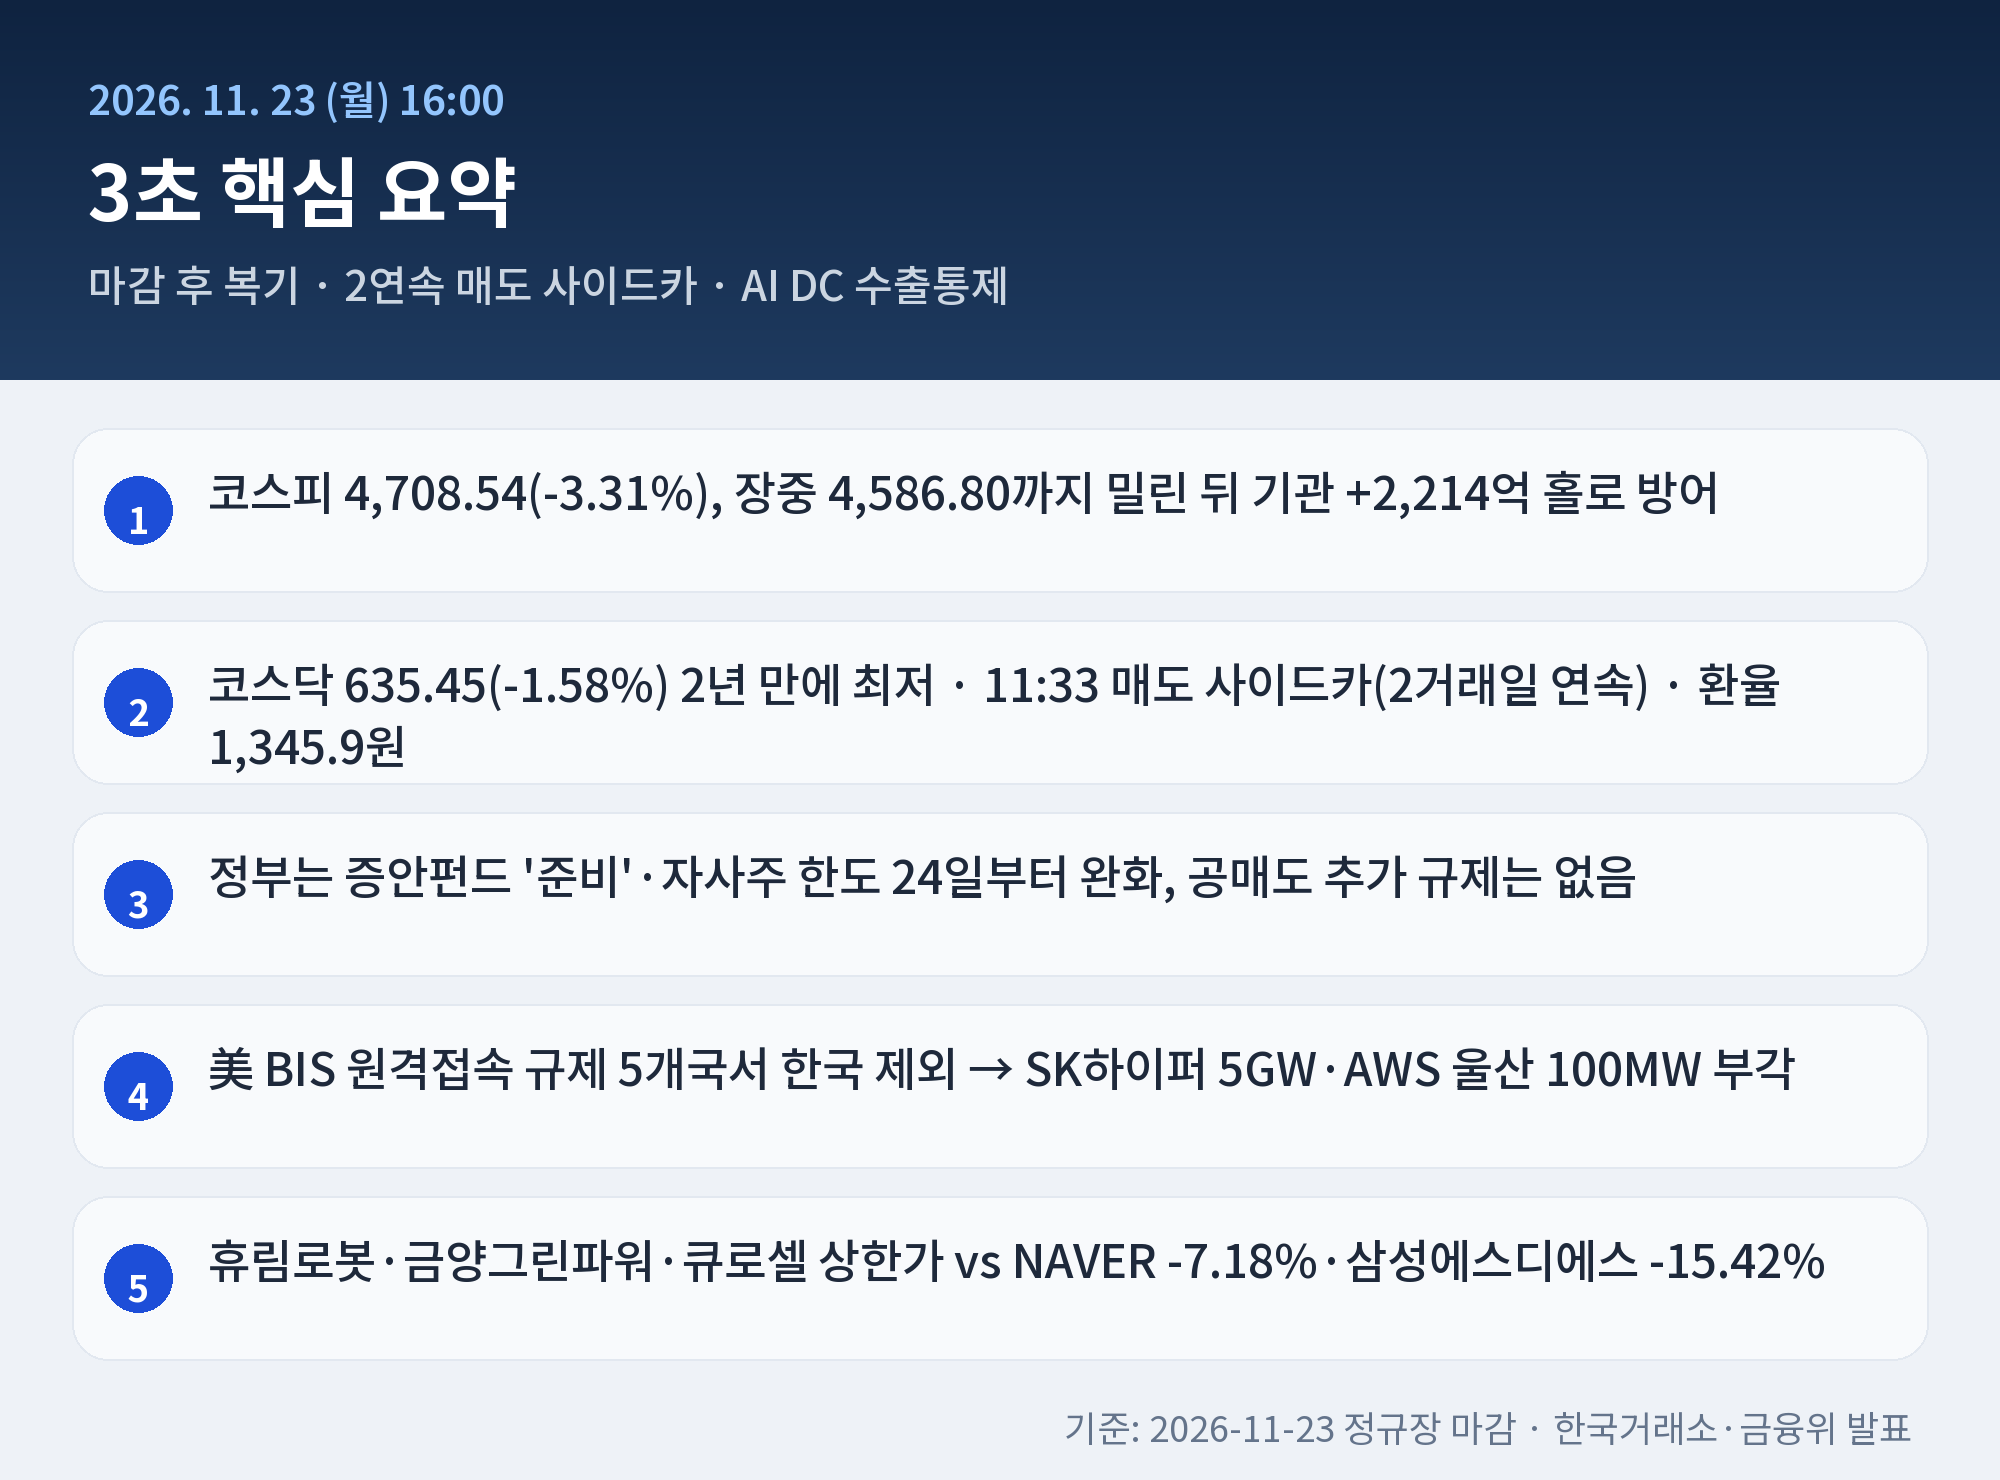 2026. 11. 23 (월) 16:00
3초 핵심 요약
마감 후 복기 · 2연속 매도 사이드카 · AI DC 수출통제
1
코스피 4,708.54(-3.31%), 장중 4,586.80까지 밀린 뒤 기관 +2,214억 홀로 방어
2
코스닥 635.45(-1.58%) 2년 만에 최저 · 11:33 매도 사이드카(2거래일 연속) · 환율
1,345.9원
3
정부는 증안펀드 '준비'·자사주 한도 24일부터 완화, 공매도 추가 규제는 없음
4
美 BIS 원격접속 규제 5개국서 한국 제외 → SK하이퍼 5GW·AWS 울산 100MW 부각
5
휴림로봇·금양그린파워·큐로셀 상한가 vs NAVER -7.18%·삼성에스디에스 -15.42%
기준: 2026-11-23 정규장 마감 · 한국거래소·금융위 발표